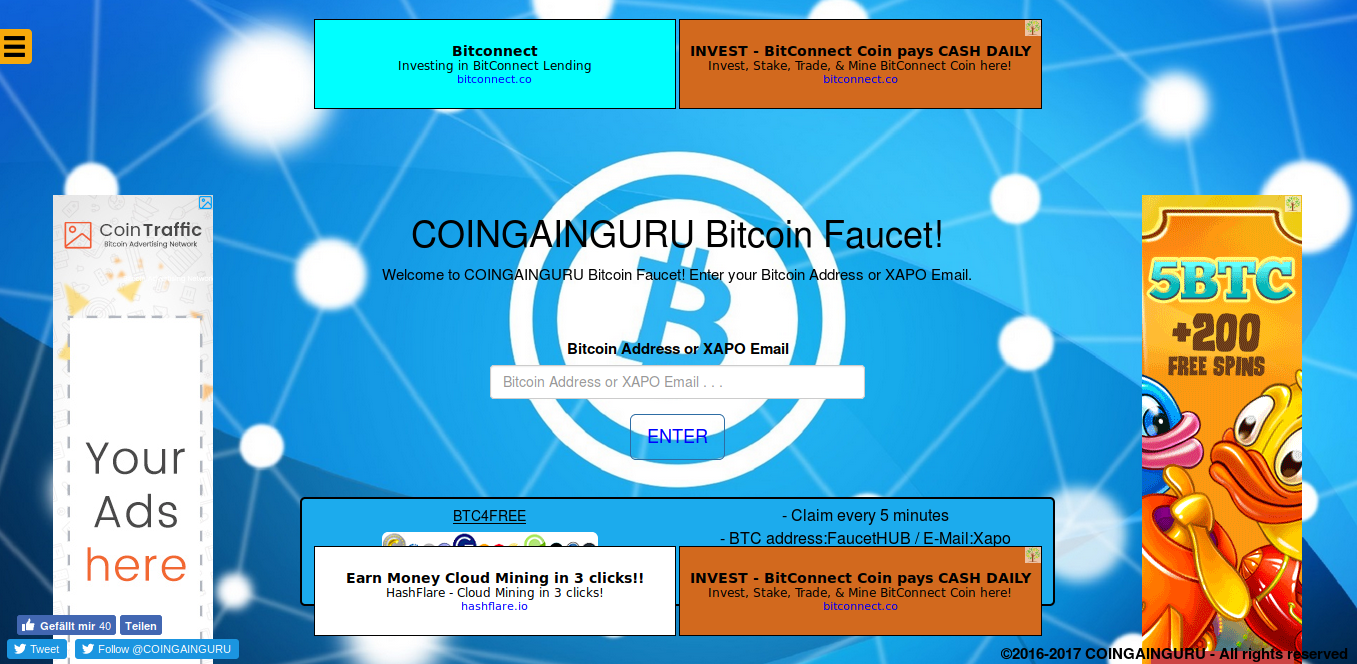 Bitconnect
Investing in BitConnect Lending
bitconnect.co
INVEST - BitConnect Coin pays CASH DAILY
Invest, Stake, Trade, & Mine BitConnect Coin here!
bitconnect.co
CoinTraffic
Bitcoin Advertising Network
Your
Ads
here
COINGAINGURU Bitcoin Faucet!
Welcome to COINGAINGURU Bitcoin Faucet! Enter your Bitcoin Address or XAPO Email.
Bitcoin Address or XAPO Email
Bitcoin Address or XAPO Email . . .
ENTER
5BTC
+200
FREE SPINS
BTC4FREE
- Claim every 5 minutes
- BTC address:FaucetHUB / E-Mail:Xapo
Earn Money Cloud Mining in 3 clicks!!
HashFlare - Cloud Mining in 3 clicks!
hashflare.io
INVEST - BitConnect Coin pays CASH DAILY
Invest, Stake, Trade, & Mine BitConnect Coin here!
bitconnect.co
Gefällt mir 40
Teilen
Tweet
Follow @COINGAINGURU
©2016-2017 COINGAINGURU - All rights reserved